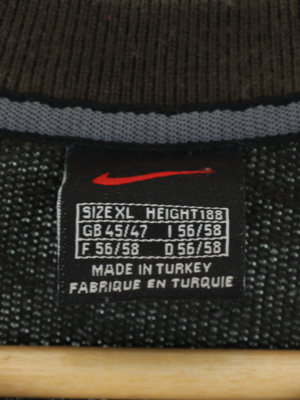 SIZE XL HEIGHT 188
GB 45/47 I 56/58
F 56/58 D 56/58
MADE IN TURKEY
FABRIQUE EN TURQUIE